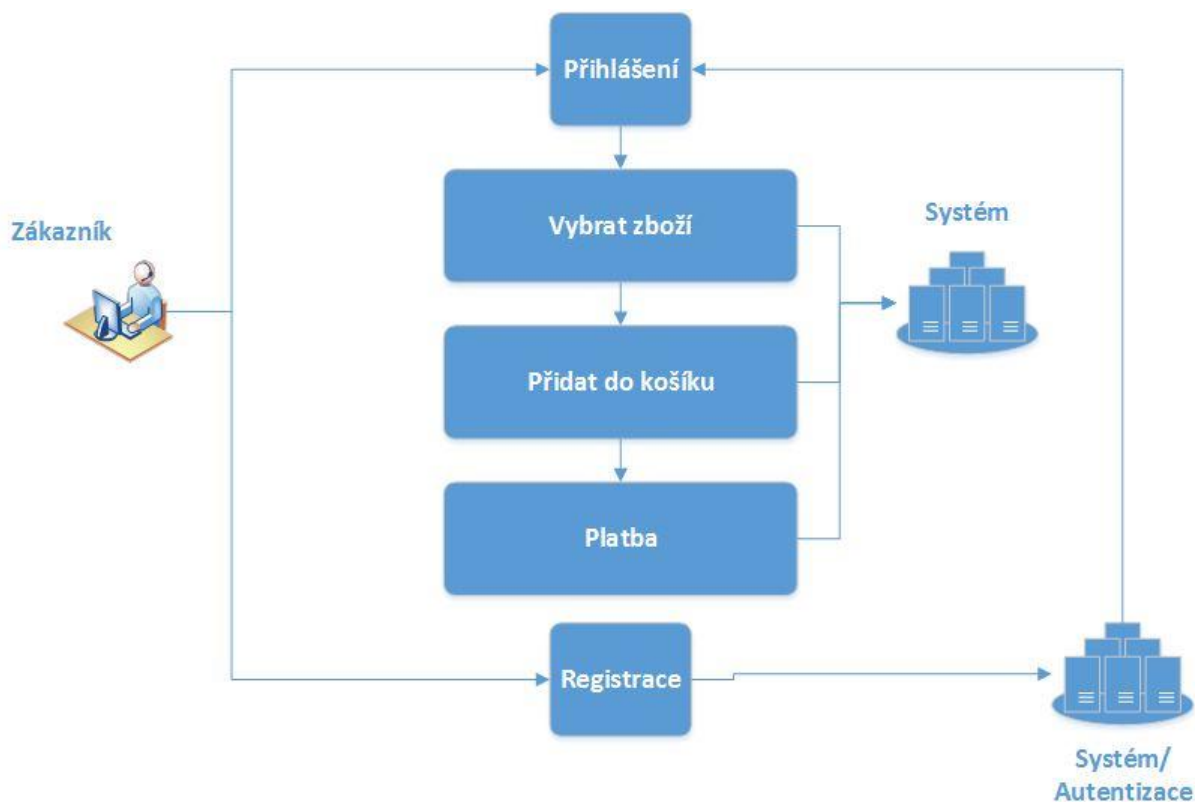 Přihlášení
Vybrat zboží
Systém
Zákazník
Přidat do košíku
Platba
Registrace
Systém/
Autentizace